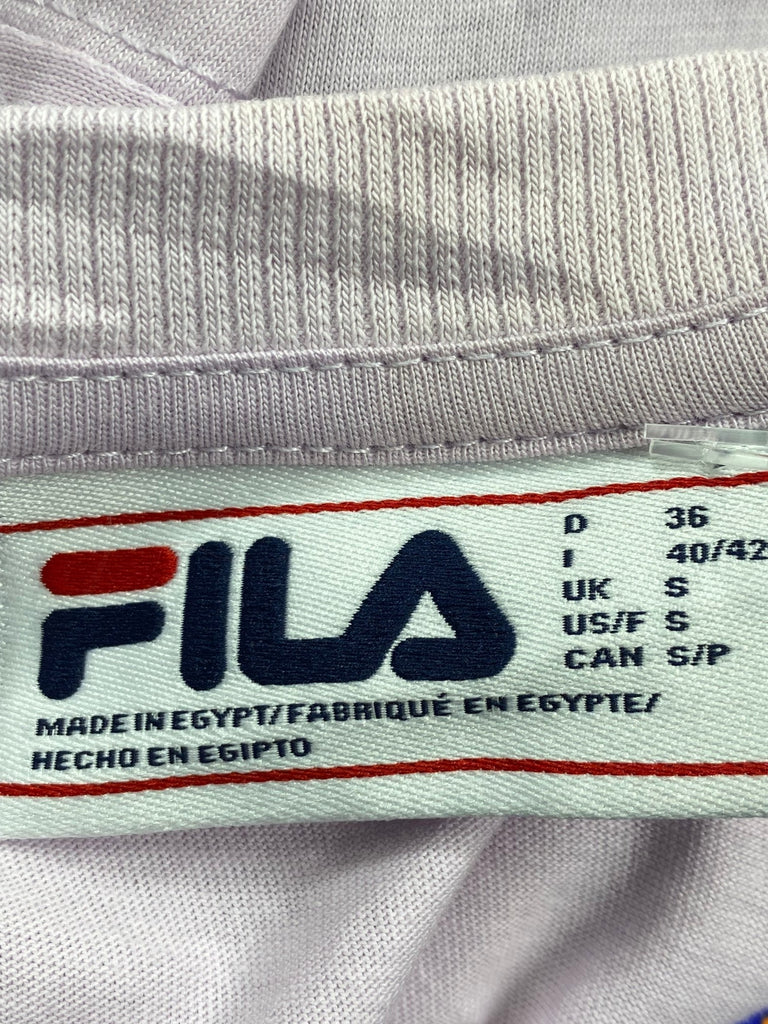 FILA
D 36
I 40/42
UK S
US/F S
CAN S/P
MADE IN EGYPT/FABRIQUÉ EN EGYPTE/
HECHO EN EGIPTO